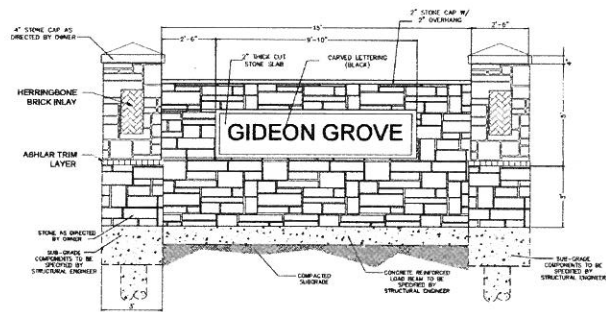 2" STONE CAP W/
2" OVERHANG
4" STONE CAP AS
DIRECTED BY OWNER
15'
2'-6"
2'-6"
9'-10"
2" THICK CUT
STONE SLAB
CARVED LETTERING
(BLACK)
HERRINGBONE
BRICK INLAY
GIDEON GROVE
ASHLAR TRIM
LAYER
STONE AS DIRECTED
BY OWNER
SUB-GRADE
COMPONENTS TO BE
SPECIFIED BY
STRUCTURAL ENGINEER
COMPACTED
SUBGRADE
CONCRETE REINFORCED
LOAD BEAM TO BE
SPECIFIED BY
STRUCTURAL ENGINEER
SUB-GRADE
COMPONENTS TO BE
SPECIFIED BY
STRUCTURAL ENGINEER
3'